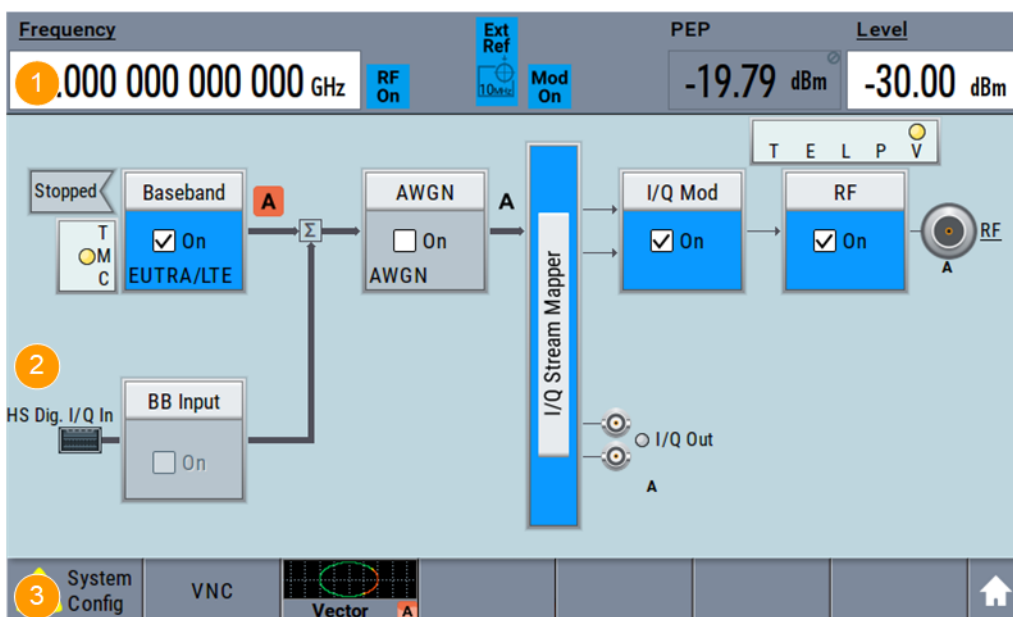 Frequency
Ext
Ref
PEP
Level
1
.000 000 000 000 GHz
RF
On
10MHz
Mod
On
-19.79 dBm
-30.00 dBm
T E L P V
Stopped
Baseband
A
AWGN
A
I/Q Mod
RF
T
M
C
On
EUTRA/LTE
Σ
On
AWGN
I/Q Stream Mapper
On
On
RF
A
2
HS Dig. I/Q In
BB Input
On
I/Q Out
A
3
System
Config
VNC
Vector A